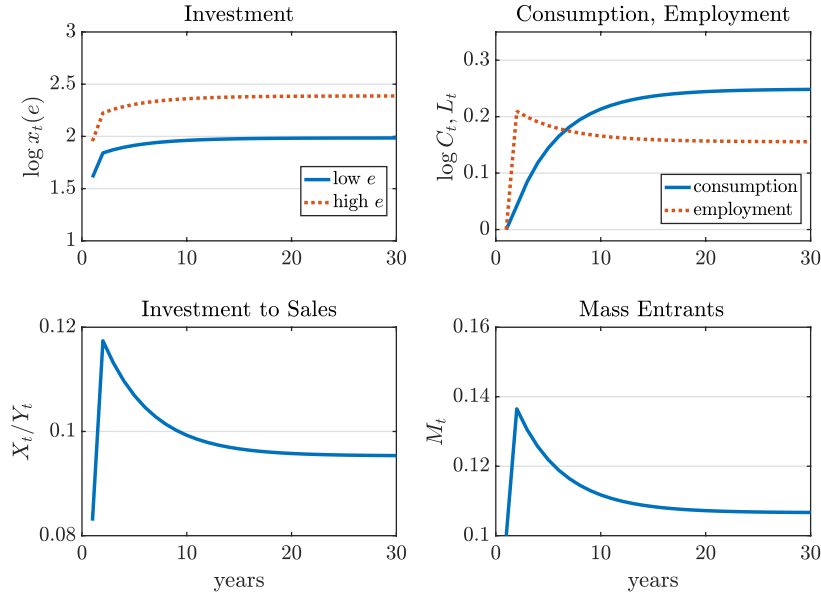 Investment
3
2.5
2
1.5
1
log x_t(e)
low e
high e
0
10
20
30
Consumption, Employment
0.3
0.2
0.1
0
log C_t, L_t
consumption
employment
0
10
20
30
Investment to Sales
0.12
0.1
0.08
X_t/Y_t
0
10
20
30
years
Mass Entrants
0.16
0.14
0.12
0.1
M_t
0
10
20
30
years